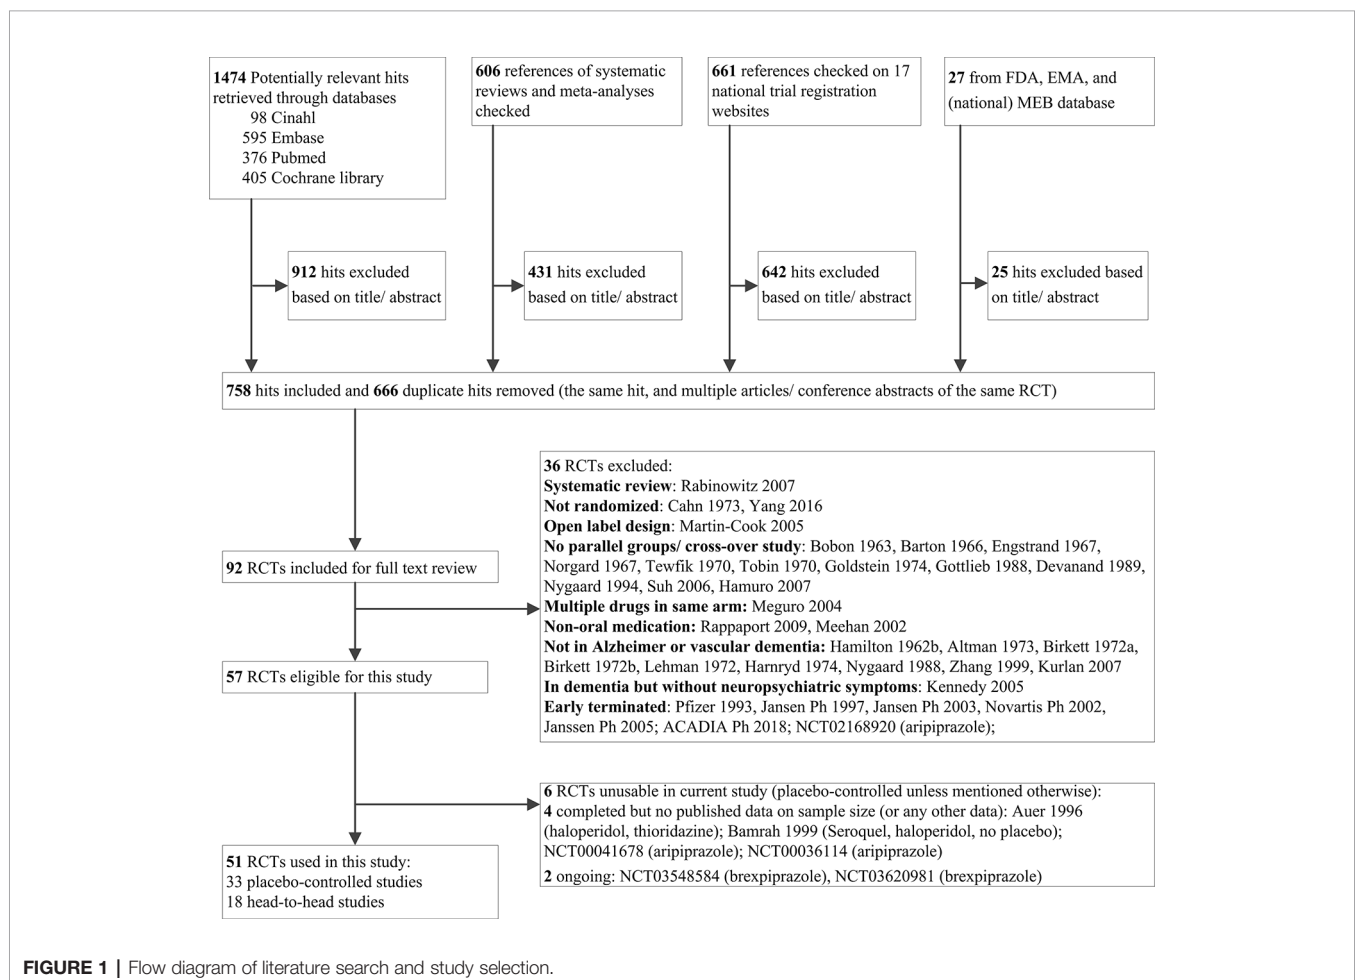 1474 Potentially relevant hits
retrieved through databases
98 Cinahl
595 Embase
376 Pubmed
405 Cochrane library
606 references of systematic
reviews and meta-analyses
checked
661 references checked on 17
national trial registration
websites
27 from FDA, EMA, and
(national) MEB database
912 hits excluded
based on title/ abstract
431 hits excluded
based on title/ abstract
642 hits excluded
based on title/ abstract
25 hits excluded based
on title/ abstract
758 hits included and 666 duplicate hits removed (the same hit, and multiple articles/ conference abstracts of the same RCT)
36 RCTs excluded:
Systematic review: Rabinowitz 2007
Not randomized: Cahn 1973, Yang 2016
Open label design: Martin-Cook 2005
No parallel groups/ cross-over study: Bobon 1963, Barton 1966, Engstrand 1967,
Norgard 1967, Tewfik 1970, Tobin 1970, Goldstein 1974, Gottlieb 1988, Devanand 1989,
Nygaard 1994, Suh 2006, Hamuro 2007
Multiple drugs in same arm: Meguro 2004
Non-oral medication: Rappaport 2009, Meehan 2002
Not in Alzheimer or vascular dementia: Hamilton 1962b, Altman 1973, Birkett 1972a,
Birkett 1972b, Lehman 1972, Harnryd 1974, Nygaard 1988, Zhang 1999, Kurlan 2007
In dementia but without neuropsychiatric symptoms: Kennedy 2005
Early terminated: Pfizer 1993, Jansen Ph 1997, Jansen Ph 2003, Novartis Ph 2002,
Janssen Ph 2005; ACADIA Ph 2018; NCT02168920 (aripiprazole);
92 RCTs included for full text review
57 RCTs eligible for this study
6 RCTs unusable in current study (placebo-controlled unless mentioned otherwise):
4 completed but no published data on sample size (or any other data): Auer 1996
(haloperidol, thioridazine); Bamrah 1999 (Seroquel, haloperidol, no placebo);
NCT00041678 (aripiprazole); NCT00036114 (aripiprazole)
2 ongoing: NCT03548584 (brexpiprazole), NCT03620981 (brexpiprazole)
51 RCTs used in this study:
33 placebo-controlled studies
18 head-to-head studies
FIGURE 1 | Flow diagram of literature search and study selection.